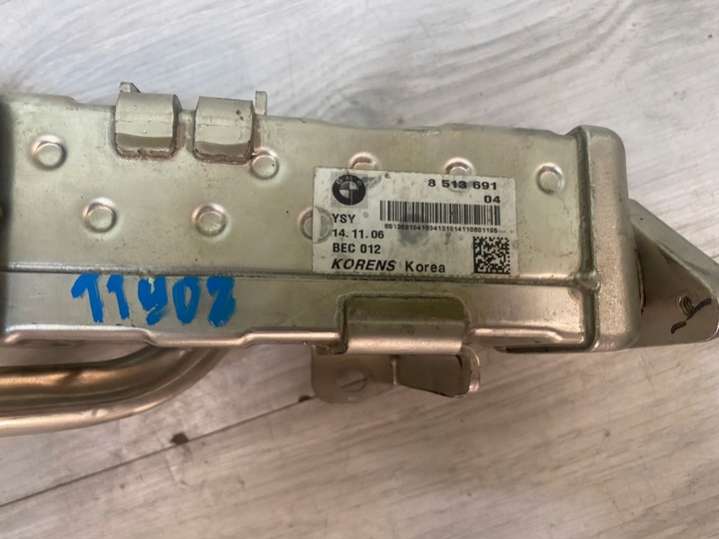 8 513 691
04
YSY
14.11.06
BEC 012
KORENS Korea
11402